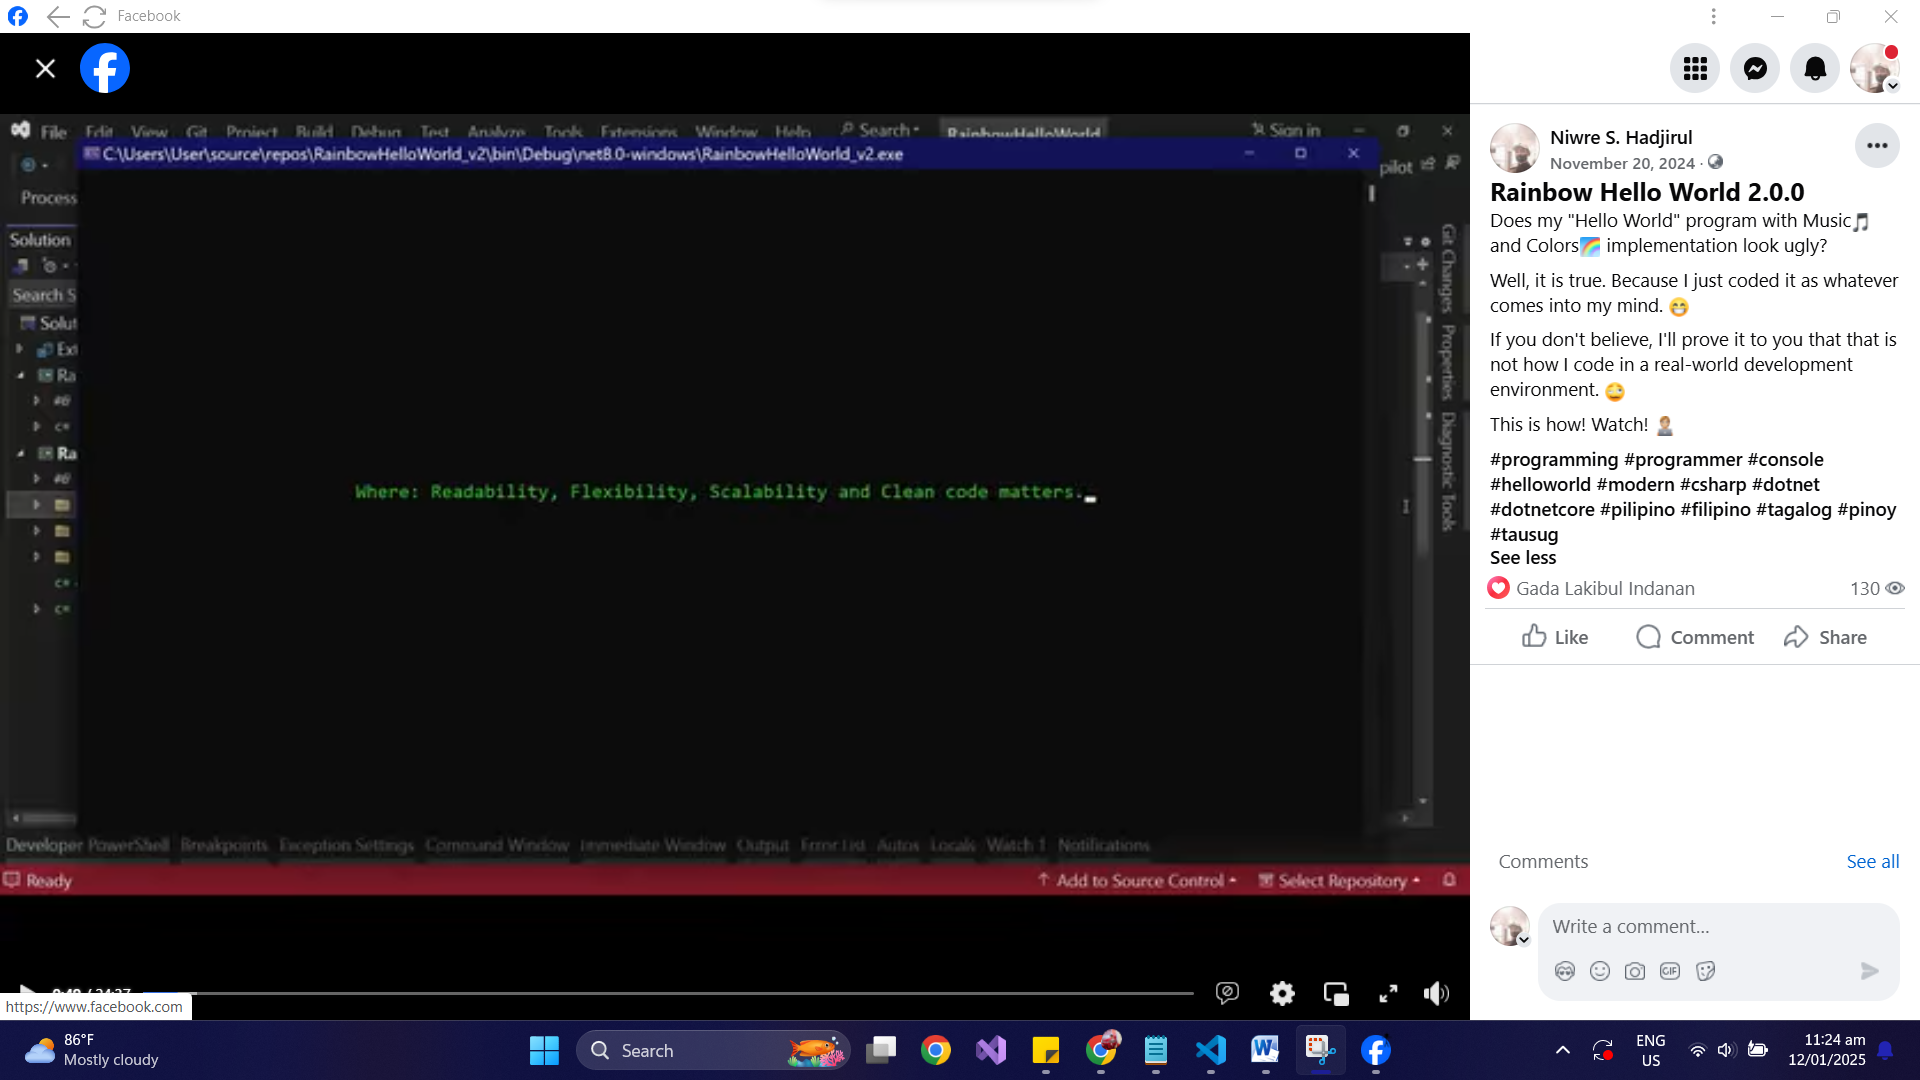 Facebook
File Edit View Git Project Build Debug Test Analyze Tools Extensions Window Help Search RainbowHelloWorld Sign in
C:\Users\User\source\repos\RainbowHelloWorld_v2\bin\Debug\net8.0-windows\RainbowHelloWorld_v2.exe
pilot
Process
Solution
Search S
Solut
Ext
Ra
Ra
Git Changes
Properties
Diagnostic Tools
Where: Readability, Flexibility, Scalability and Clean code matters.
Developer PowerShell Breakpoints Exception Settings Command Window Immediate Window Output Error List Autos Locals Watch 1 Notifications
Ready
Add to Source Control
Select Repository
0:49 / 24:27
https://www.facebook.com
Niwre S. Hadjirul
November 20, 2024 ·
Rainbow Hello World 2.0.0
Does my "Hello World" program with Music🎵
and Colors🌈 implementation look ugly?
Well, it is true. Because I just coded it as whatever
comes into my mind. 😁
If you don't believe, I'll prove it to you that that is
not how I code in a real-world development
environment.
This is how! Watch!
#programming #programmer #console
#helloworld #modern #csharp #dotnet
#dotnetcore #pilipino #filipino #tagalog #pinoy
#tausug
See less
Gada Lakibul Indanan
130
Like
Comment
Share
Comments
See all
Write a comment...
GIF
86°F
Mostly cloudy
Search
ENG
US
11:24 am
12/01/2025